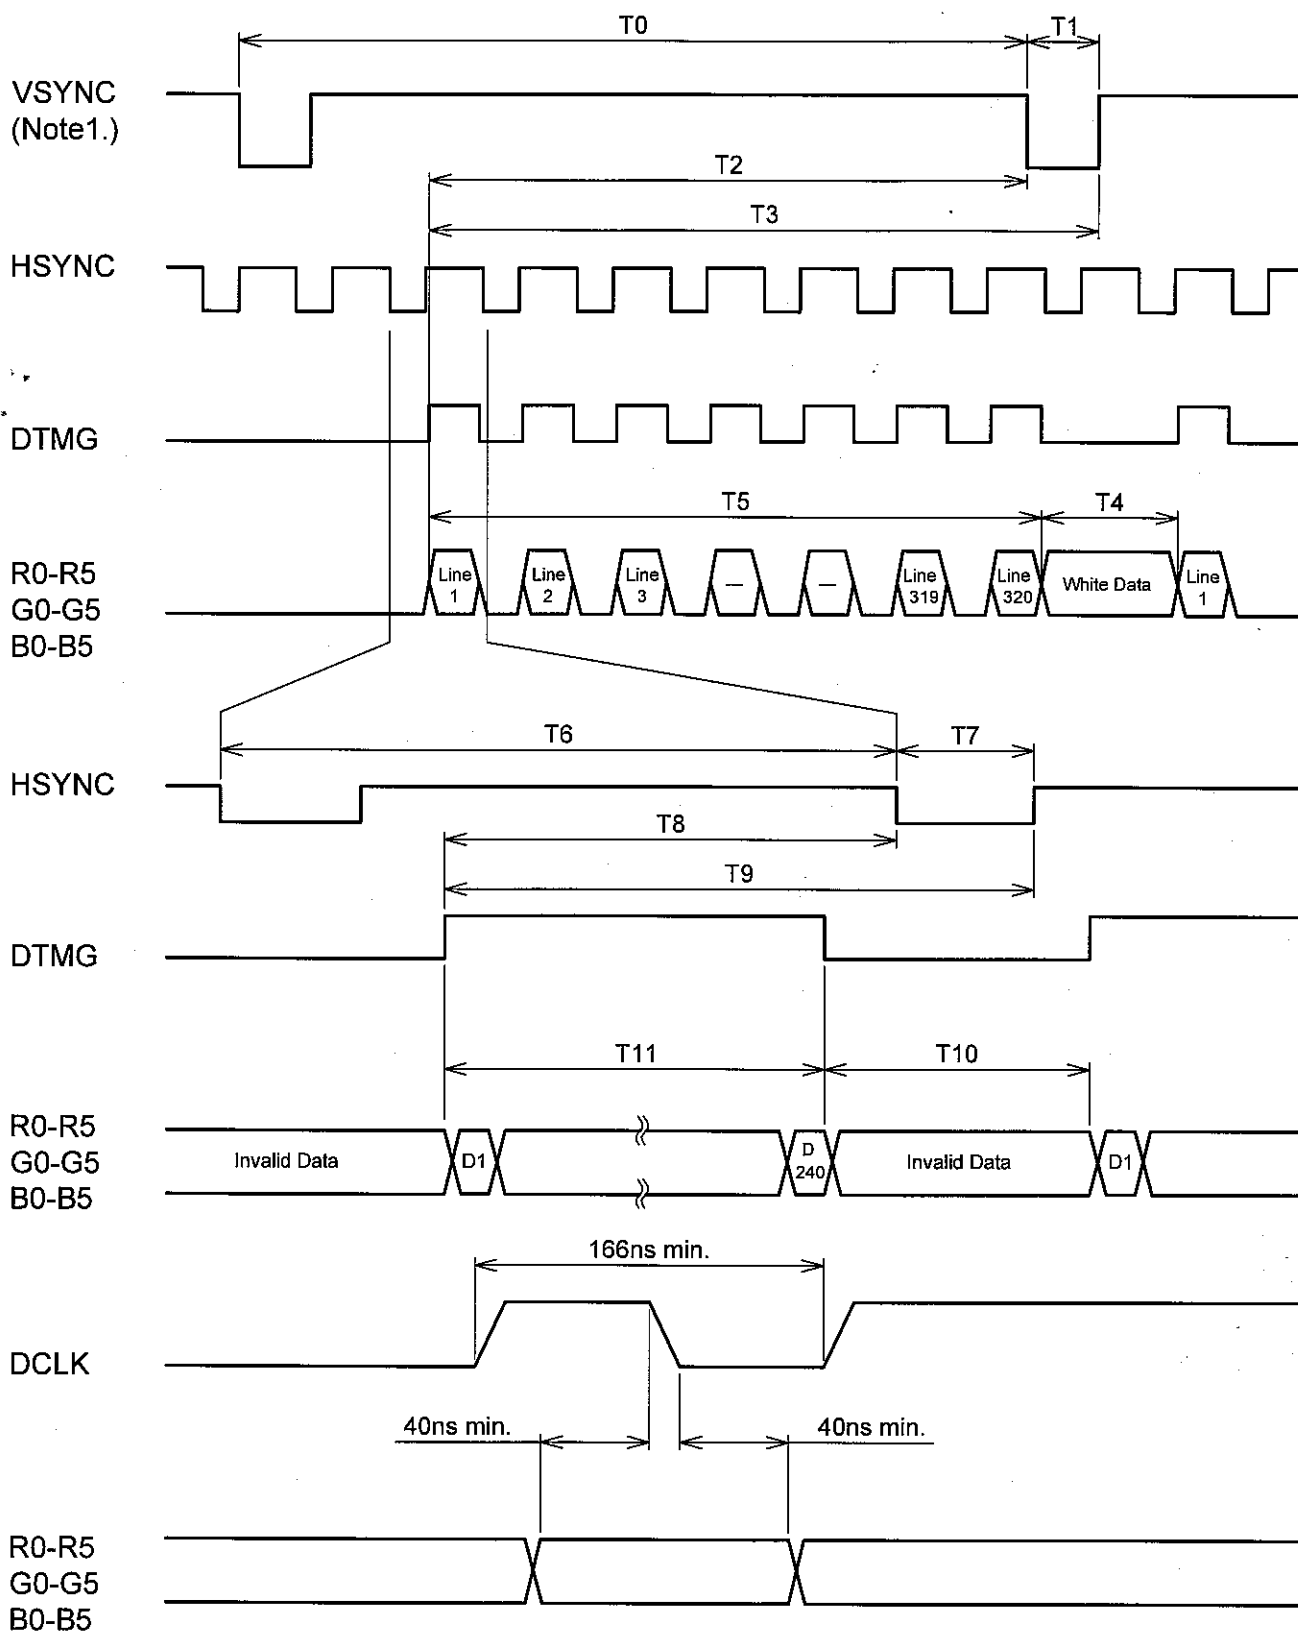 T0
T1
VSYNC
(Note1.)
T2
T3
HSYNC
DTMG
T5
T4
R0-R5
G0-G5
B0-B5
Line
1
Line
2
Line
3
—
—
Line
319
Line
320
White Data
Line
1
T6
T7
HSYNC
T8
T9
DTMG
T11
T10
R0-R5
G0-G5
B0-B5
Invalid Data
D1
D
240
Invalid Data
D1
166ns min.
DCLK
40ns min.
40ns min.
R0-R5
G0-G5
B0-B5